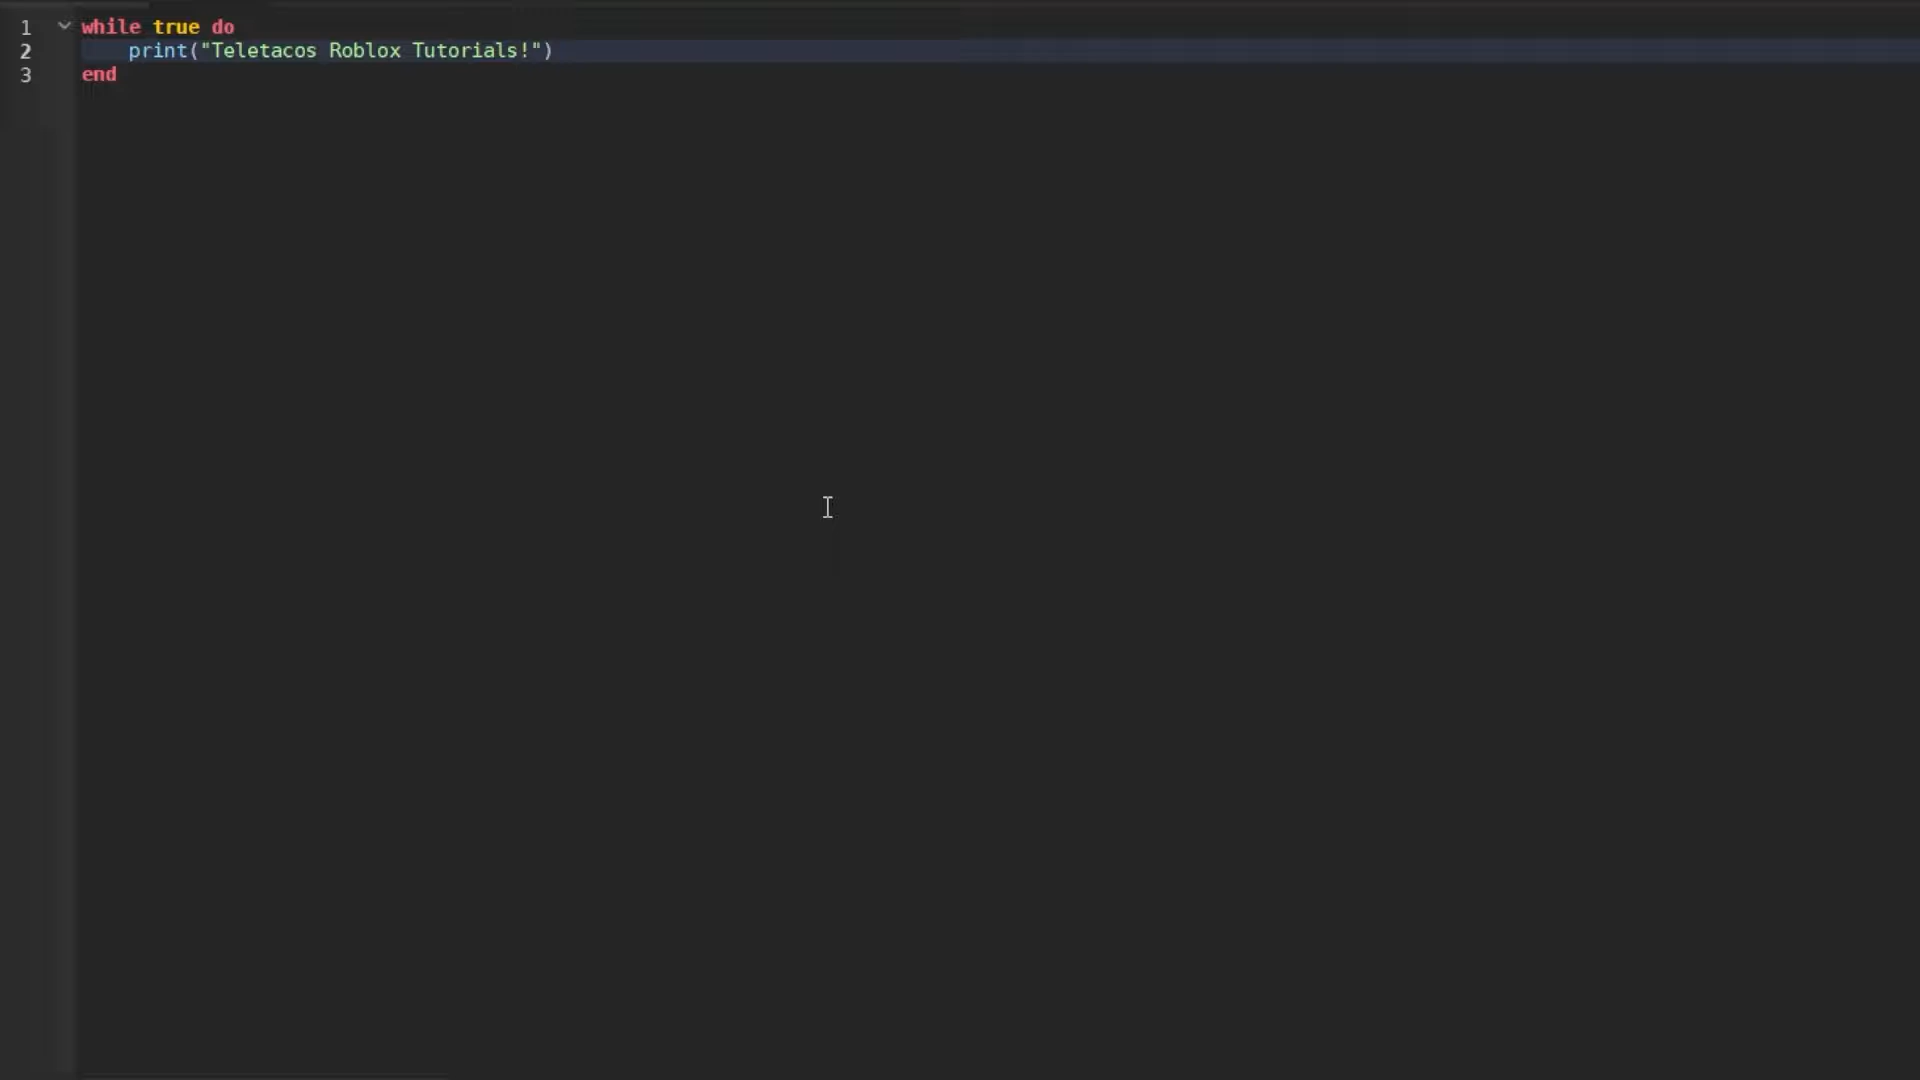 1 while true do
2 print("Teletacos Roblox Tutorials!")
3 end